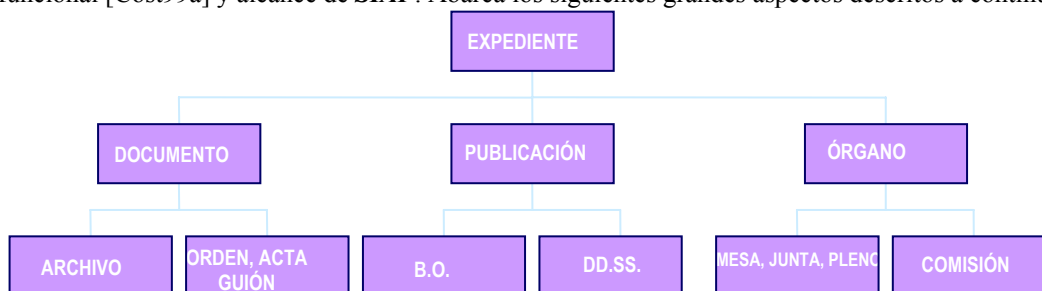 funcional [Cost99a] y alcance de SIAP. Abarca los siguientes grandes aspectos descritos a
EXPEDIENTE
DOCUMENTO
PUBLICACIÓN
ÓRGANO
ARCHIVO
ORDEN, ACTA
GUIÓN
B.O.
DD.SS.
MESA, JUNTA, PLENO
COMISIÓN